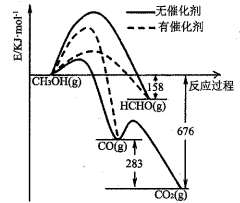 E/KJ·mol⁻¹
无催化剂
有催化剂
CH₃OH(g)
反应过程
158
HCHO(g)
676
CO(g)
283
CO₂(g)